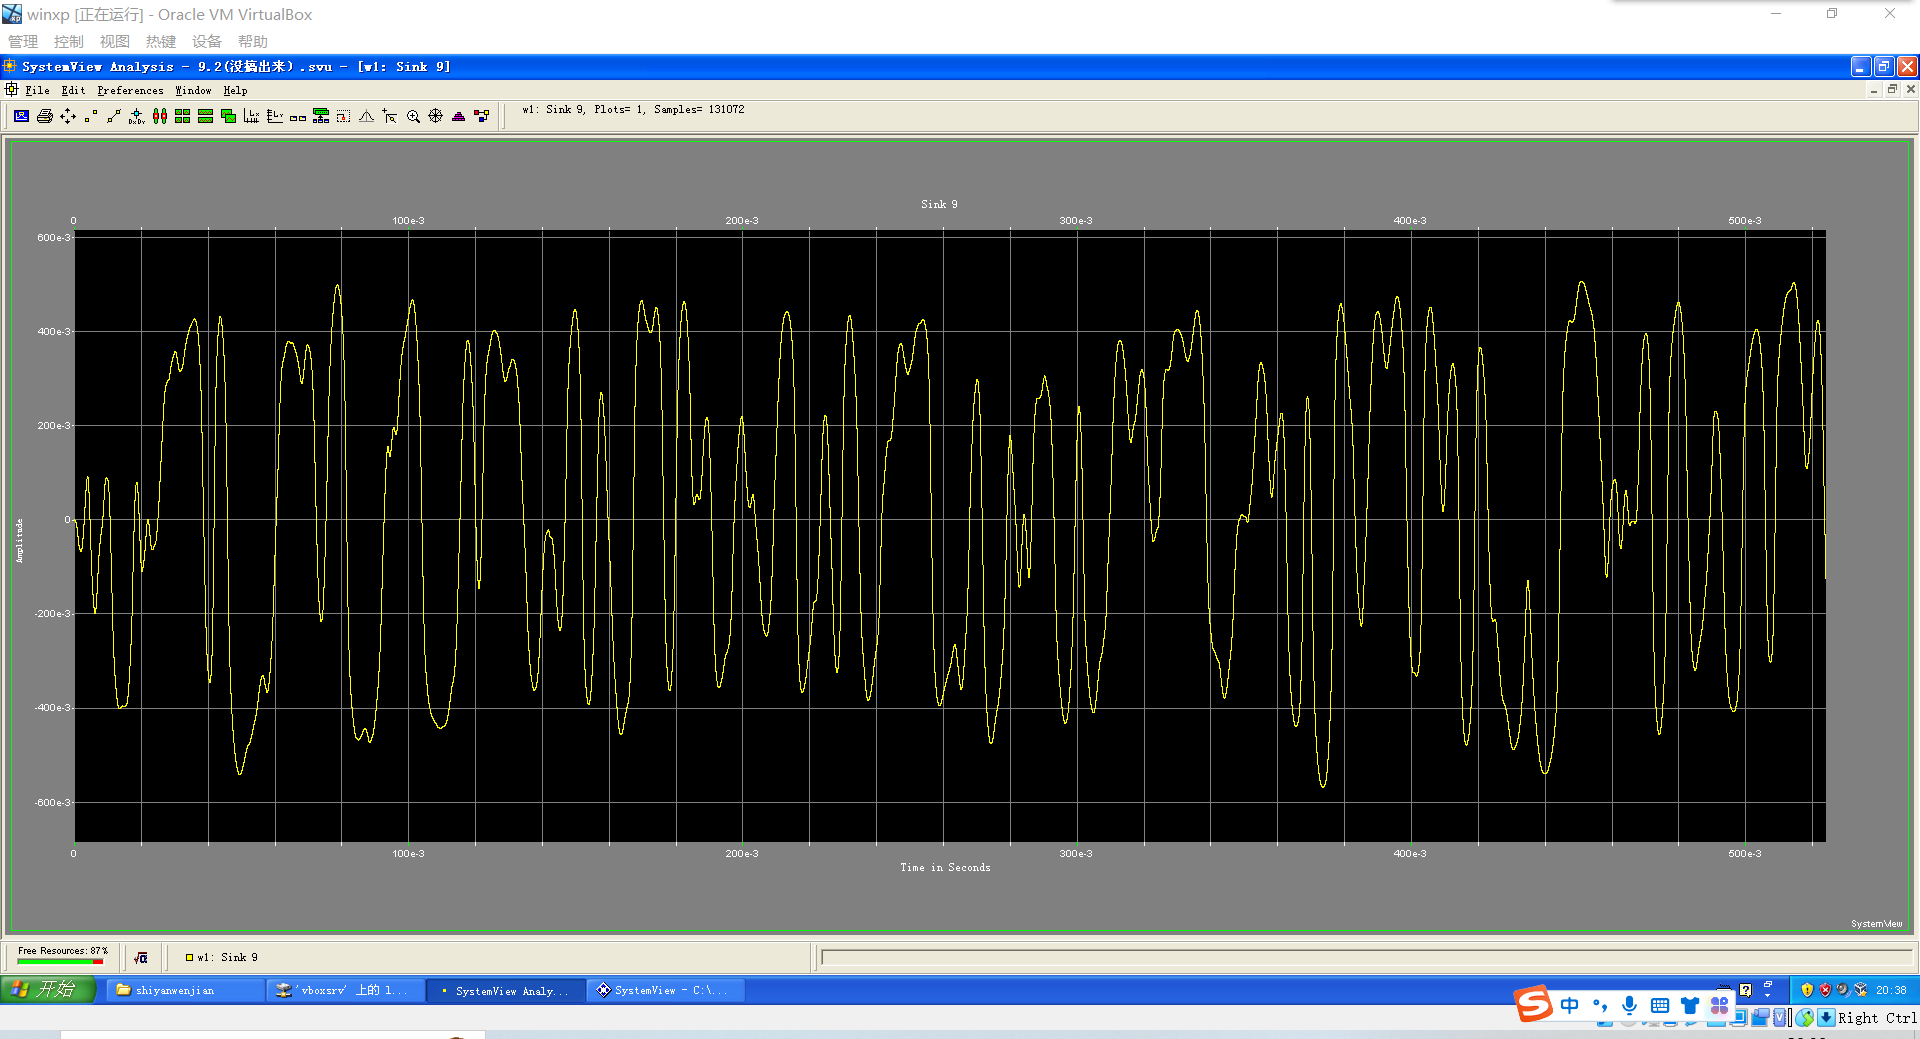 winxp [正在运行] - Oracle VM VirtualBox
管理 控制 视图 热键 设备 帮助
SystemView Analysis - 9.2(没搞出来).svu - [w1: Sink 9]
File Edit Preferences Window Help
w1: Sink 9, Plots= 1, Samples= 131072
Sink 9
0 100e-3 200e-3 300e-3 400e-3 500e-3
600e-3
400e-3
200e-3
0
-200e-3
-400e-3
-600e-3
Amplitude
0 100e-3 200e-3 300e-3 400e-3 500e-3
Time in Seconds
SystemView
Free Resources: 87%
w1: Sink 9
开始 shiyanwenjian 'vboxsrv' 上的 l... SystemView Analy... SystemView - C:\... 20:38
中
Right Ctrl